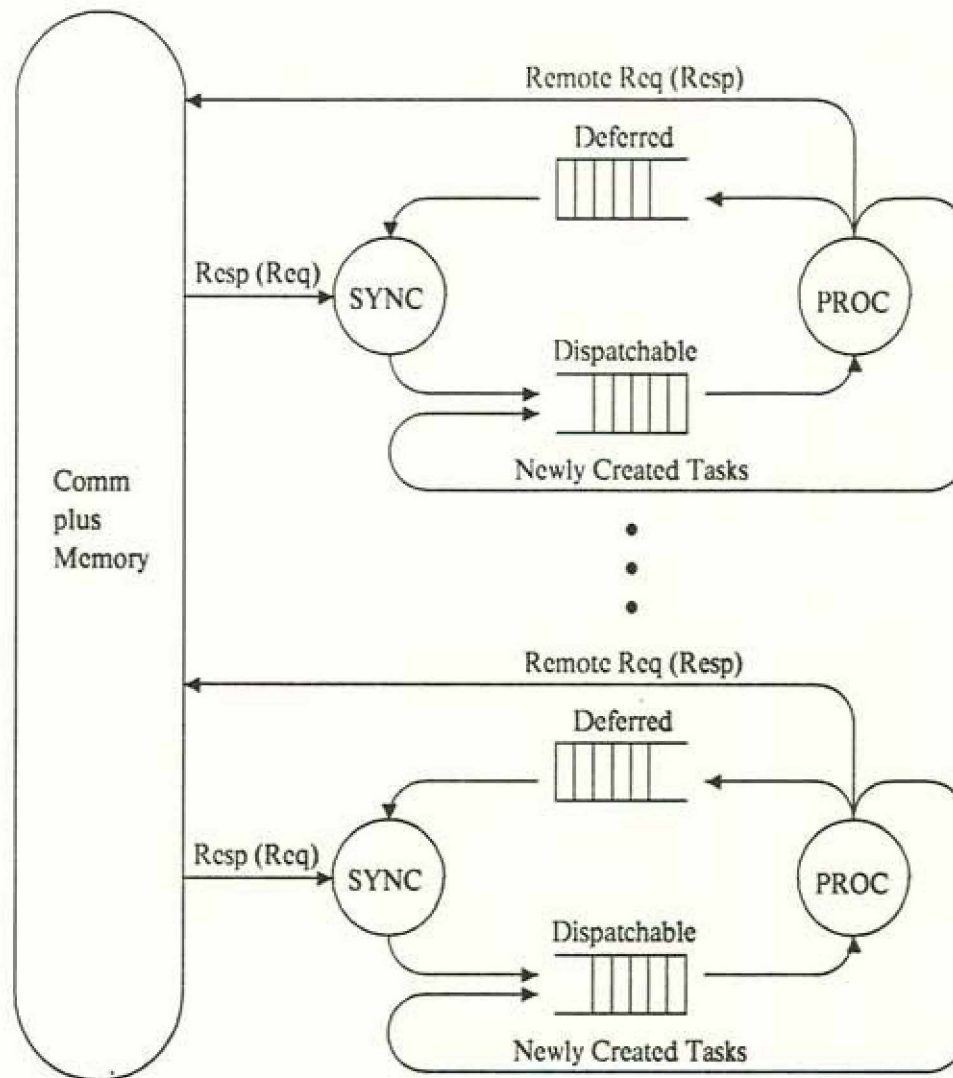 Remote Req (Resp)
Deferred
Resp (Req)
SYNC
PROC
Dispatchable
Newly Created Tasks
Comm
plus
Memory
Remote Req (Resp)
Deferred
Resp (Req)
SYNC
PROC
Dispatchable
Newly Created Tasks